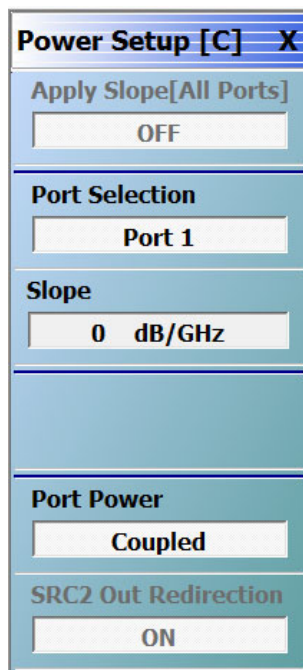 Power Setup [C] X
Apply Slope[All Ports]
OFF
Port Selection
Port 1
Slope
0 dB/GHz
Port Power
Coupled
SRC2 Out Redirection
ON